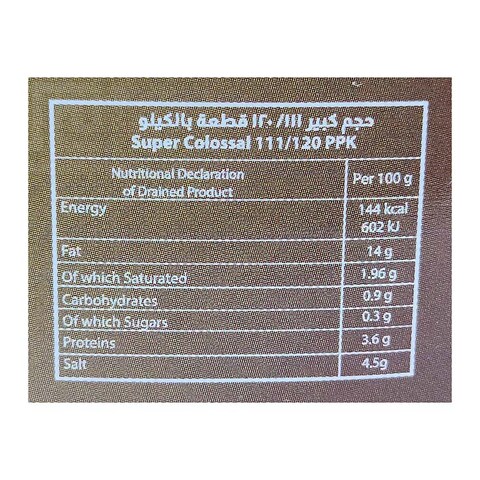 حجم كبير ١١١/ ١٢٠ قطعة بالكيلو
Super Colossal 111/120 PPK
Nutritional Declaration
of Drained Product
Per 100 g
Energy
144 kcal
602 kJ
Fat
14 g
Of which Saturated
1.96 g
Carbohydrates
0.9 g
Of which Sugars
0.3 g
Proteins
3.6 g
Salt
4.5g